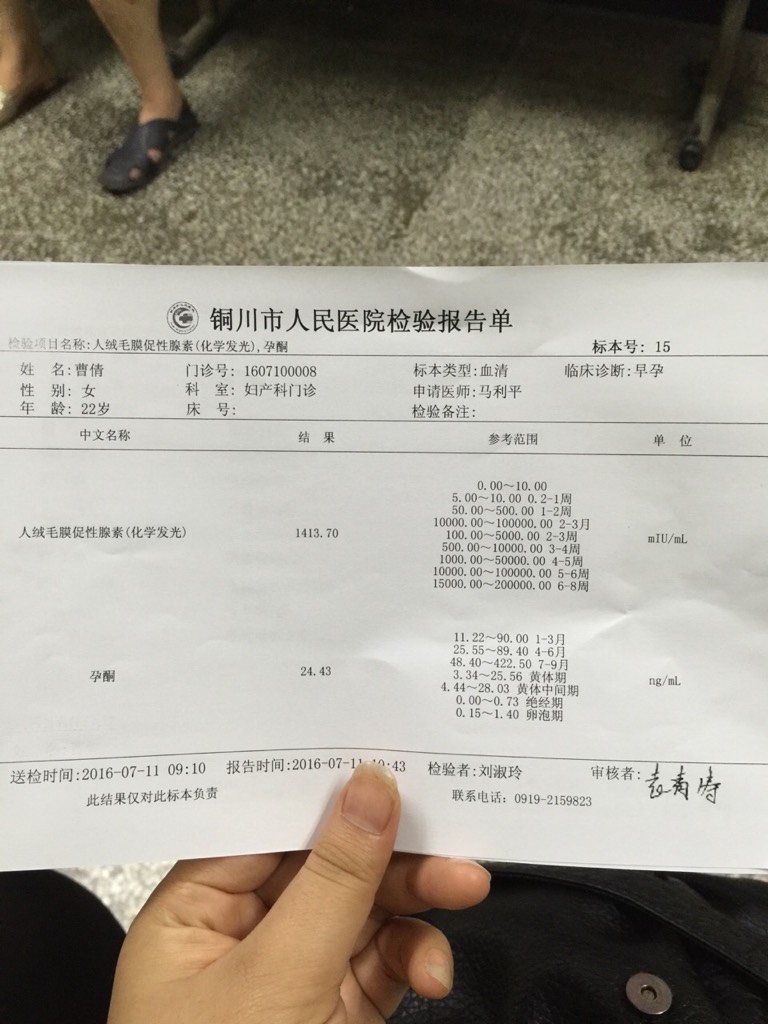 铜川市人民医院检验报告单
检验项目名称:人绒毛膜促性腺素(化学发光),孕酮 标本号: 15
姓 名:曹倩 门诊号: 1607100008 标本类型:血清 临床诊断:早孕
性 别: 女 科 室: 妇产科门诊 申请医师:马利平
年 龄: 22岁 床 号: 检验备注:
中文名称 结 果 参考范围 单 位
0.00～10.00
5.00～10.00 0.2-1周
50.00～500.00 1-2周
10000.00～100000.00 2-3月
人绒毛膜促性腺素(化学发光) 1413.70 100.00～5000.00 2-3周 mIU/mL
500.00～10000.00 3-4周
1000.00～50000.00 4-5周
10000.00～100000.00 5-6周
15000.00～200000.00 6-8周
11.22～90.00 1-3月
25.55～89.40 4-6月
48.40～422.50 7-9月
孕酮 24.43 3.34～25.56 黄体期 ng/mL
4.44～28.03 黄体中间期
0.00～0.73 绝经期
0.15～1.40 卵泡期
送检时间:2016-07-11 09:10 报告时间:2016-07-11 10:43 检验者:刘淑玲 审核者:
此结果仅对此标本负责 联系电话: 0919-2159823